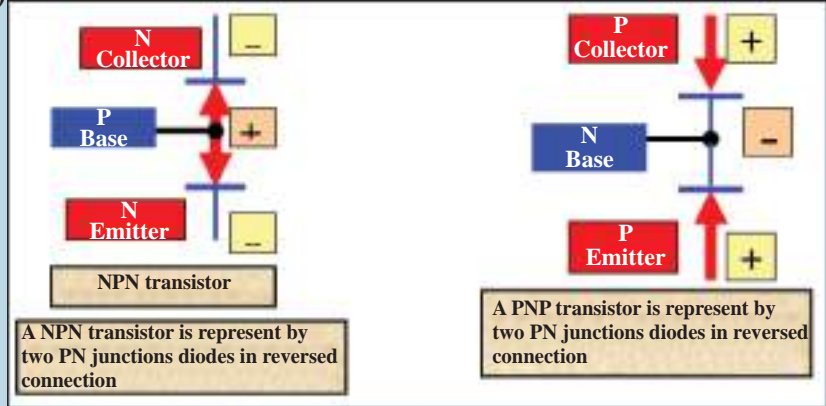 N
Collector
–
P
Base
+
N
Emitter
–
NPN transistor
A NPN transistor is represent by
two PN junctions diodes in reversed
connection
P
Collector
+
N
Base
-
P
Emitter
+
A PNP transistor is represent by
two PN junctions diodes in reversed
connection